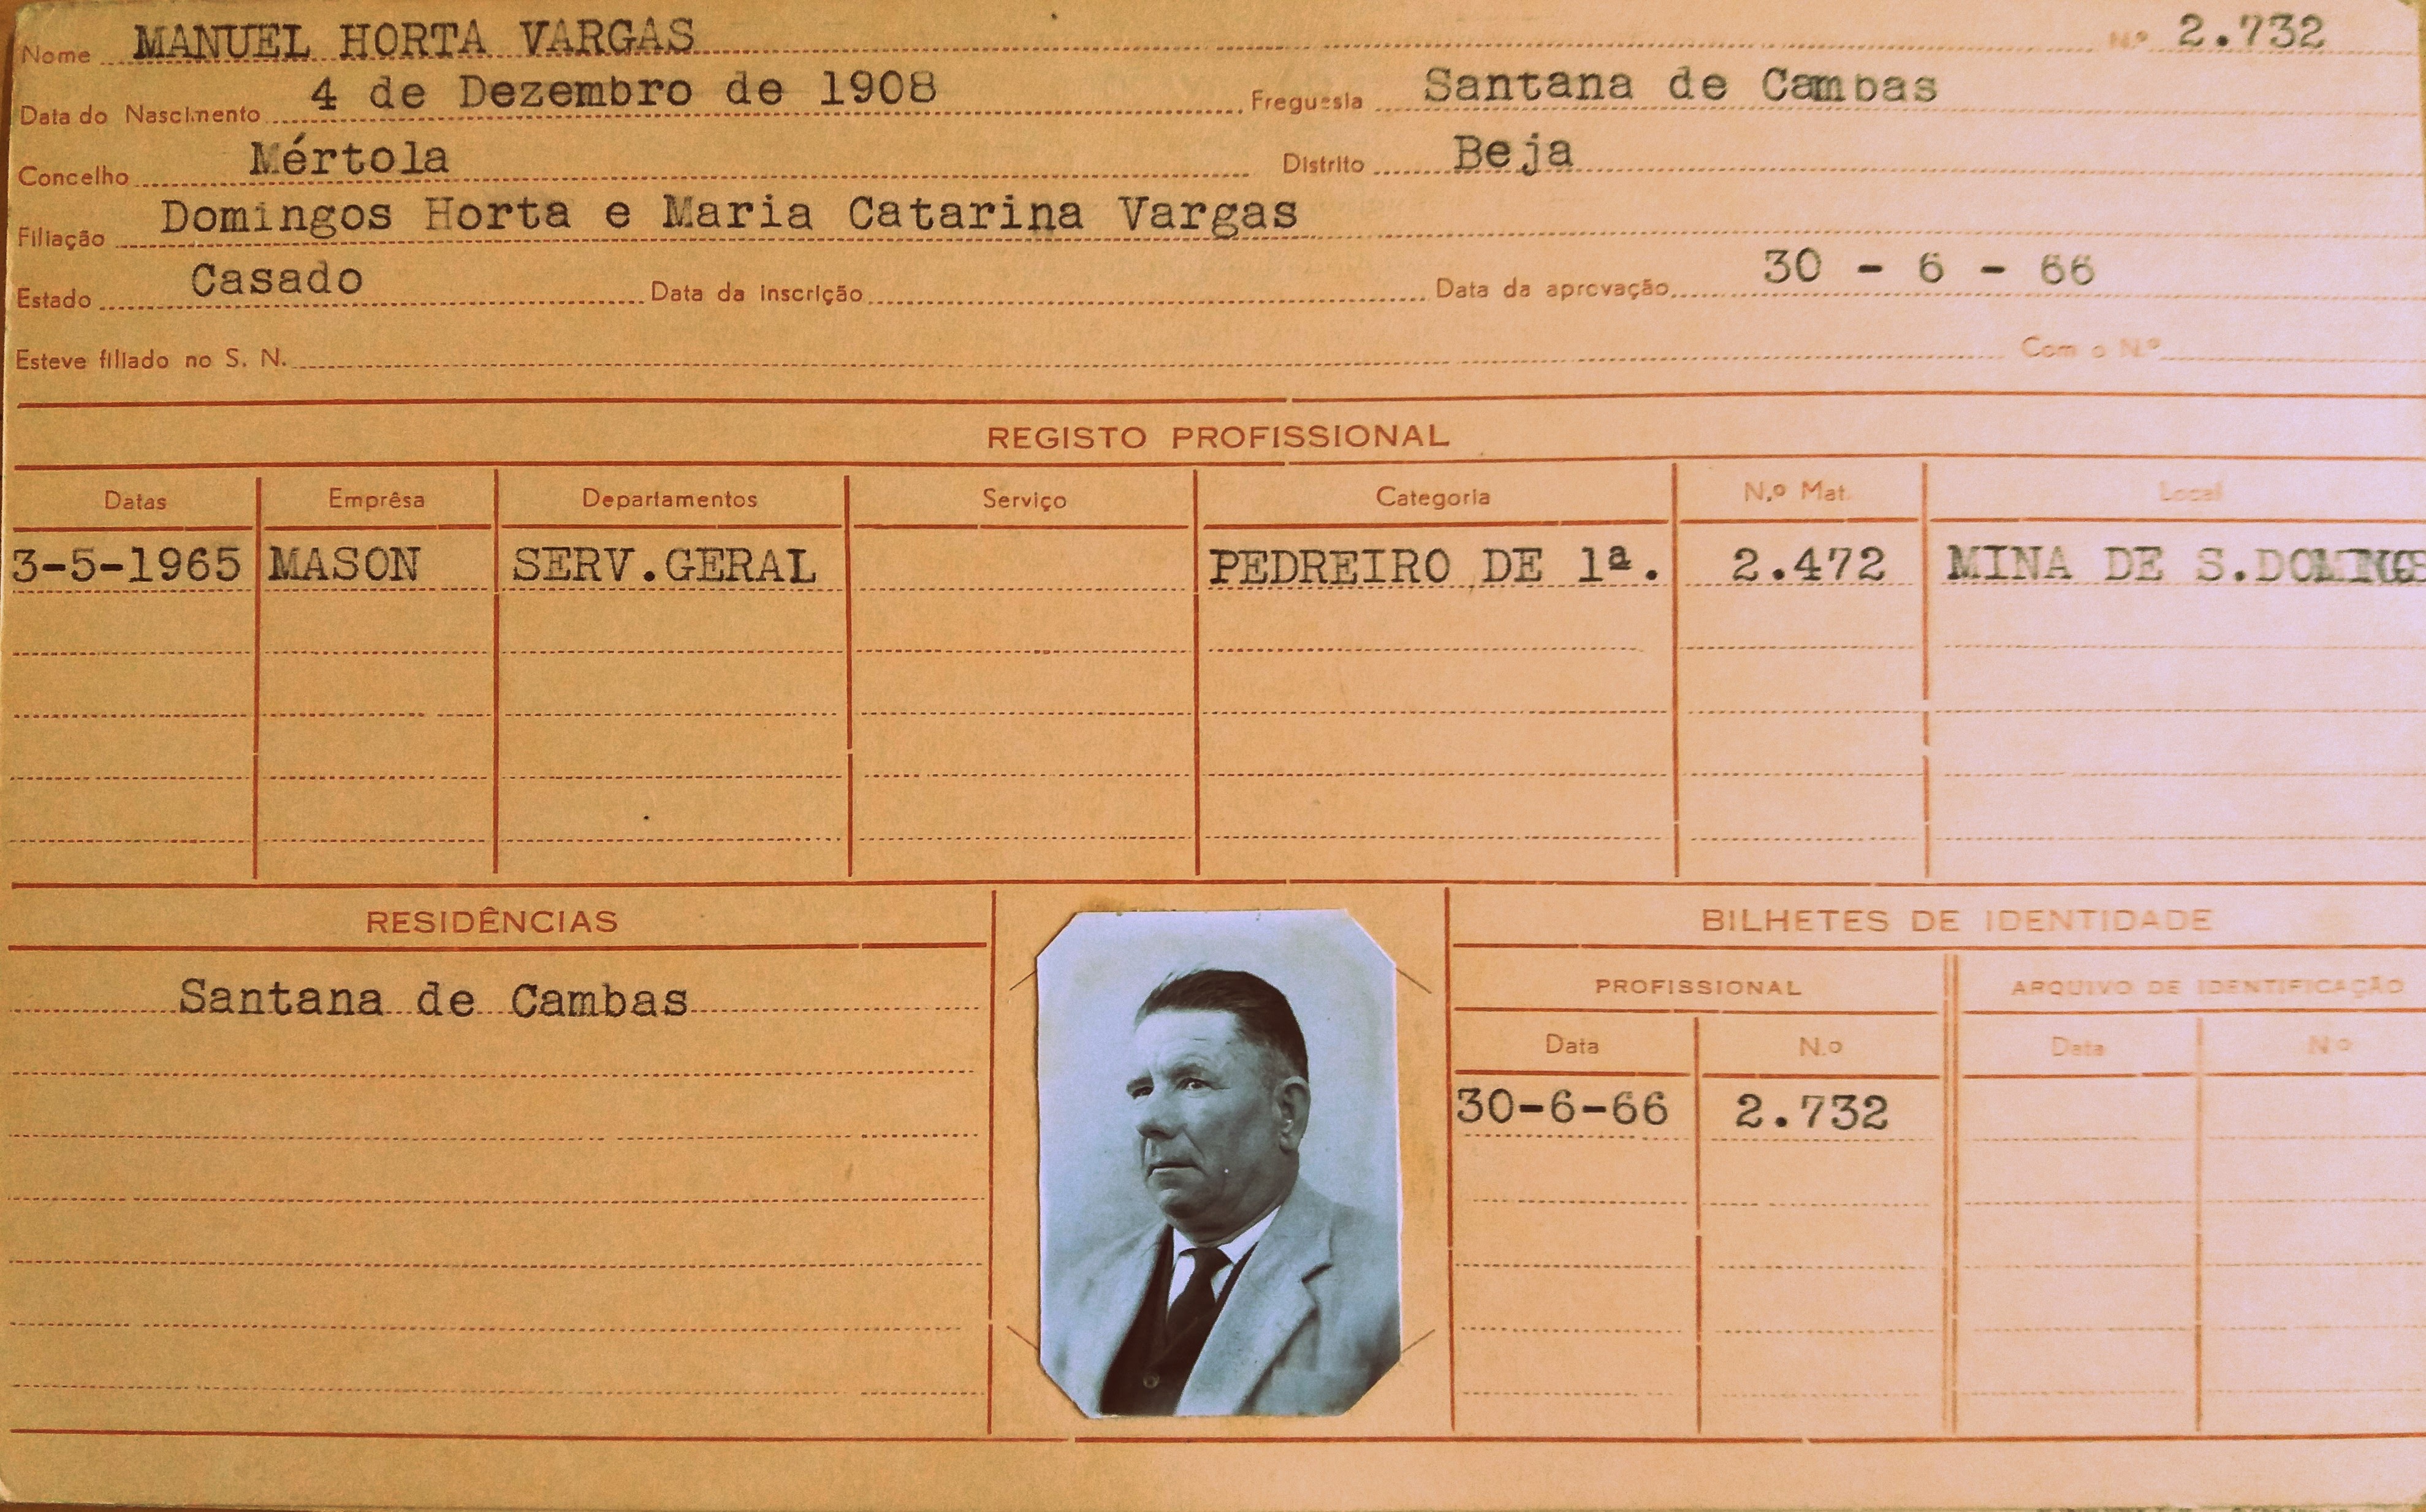 Nome MANUEL HORTA VARGAS N.º 2.732
Data do Nascimento 4 de Dezembro de 1908 Freguesia Santana de Cambas
Concelho Mértola Distrito Beja
Filiação Domingos Horta e Maria Catarina Vargas
Estado Casado Data da inscrição Data da aprovação 30 - 6 - 66
Esteve filiado no S. N. Com o N.º
REGISTO PROFISSIONAL
Datas Emprêsa Departamentos Serviço Categoria N.º Mat. Local
3-5-1965 MASON SERV.GERAL PEDREIRO DE 1ª. 2.472 MINA DE
RESIDÊNCIAS BILHETES DE IDENTIDADE
PROFISSIONAL ARQUIVO DE IDENTIFICAÇÃO
Santana de Cambas
Data N.º Data N.º
30-6-66 2.732